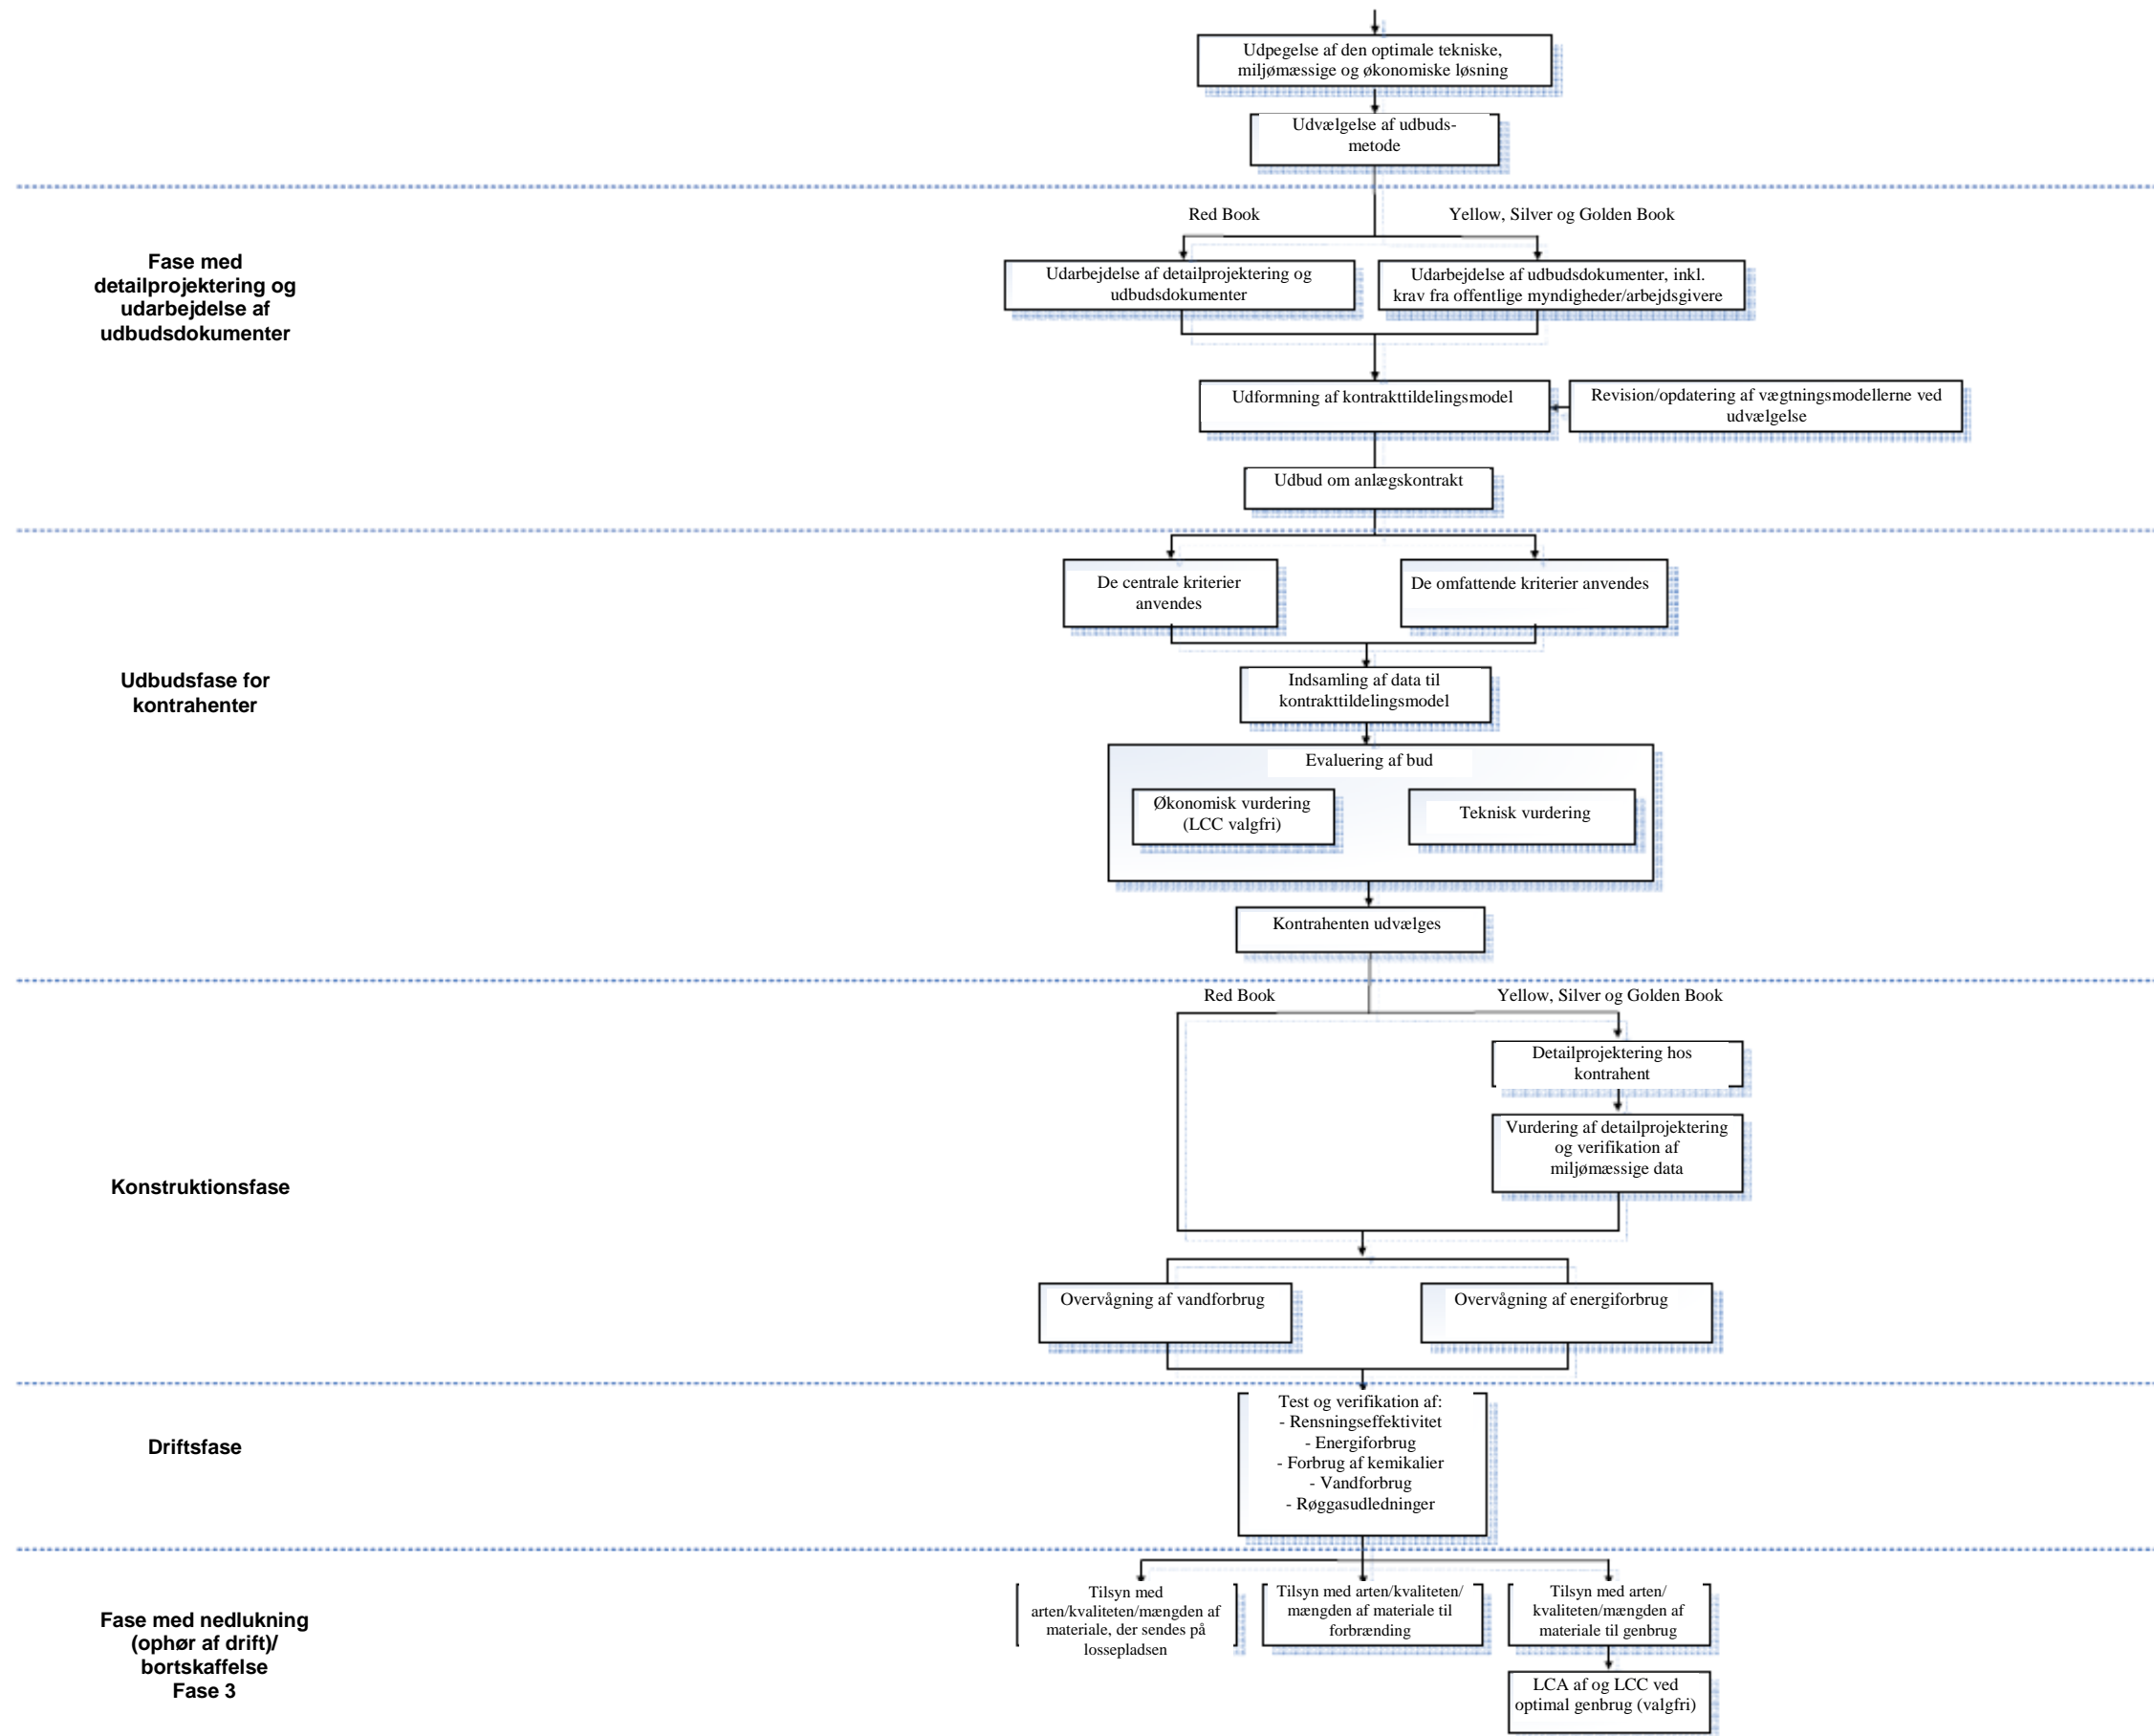 Udpegelse af den optimale tekniske,
miljømæssige og økonomiske løsning
Udvælgelse af udbuds-
metode
Fase med
detailprojektering og
udarbejdelse af
udbudsdokumenter
Red Book
Yellow, Silver og Golden Book
Udarbejdelse af detailprojektering og
udbudsdokumenter
Udarbejdelse af udbudsdokumenter, inkl.
krav fra offentlige myndigheder/arbejdsgivere
Udformning af kontrakttildelingsmodel
Revision/opdatering af vægtningsmodellerne ved
udvælgelse
Udbud om anlægskontrakt
Udbudsfase for
kontrahenter
De centrale kriterier
anvendes
De omfattende kriterier anvendes
Indsamling af data til
kontrakttildelingsmodel
Evaluering af bud
Økonomisk vurdering
(LCC valgfri)
Teknisk vurdering
Kontrahenten udvælges
Konstruktionsfase
Red Book
Yellow, Silver og Golden Book
Detailprojektering hos
kontrahent
Vurdering af detailprojektering
og verifikation af
miljømæssige data
Overvågning af vandforbrug
Overvågning af energiforbrug
Driftsfase
Test og verifikation af:
- Rensningseffektivitet
- Energiforbrug
- Forbrug af kemikalier
- Vandforbrug
- Røggasudledninger
Fase med nedlukning
(ophør af drift)/
bortskaffelse
Fase 3
Tilsyn med
arten/kvaliteten/mængden af
materiale, der sendes på
lossepladsen
Tilsyn med arten/kvaliteten/
mængden af materiale til
forbrænding
Tilsyn med arten/
kvaliteten/mængden af
materiale til genbrug
LCA af og LCC ved
optimal genbrug (valgfri)